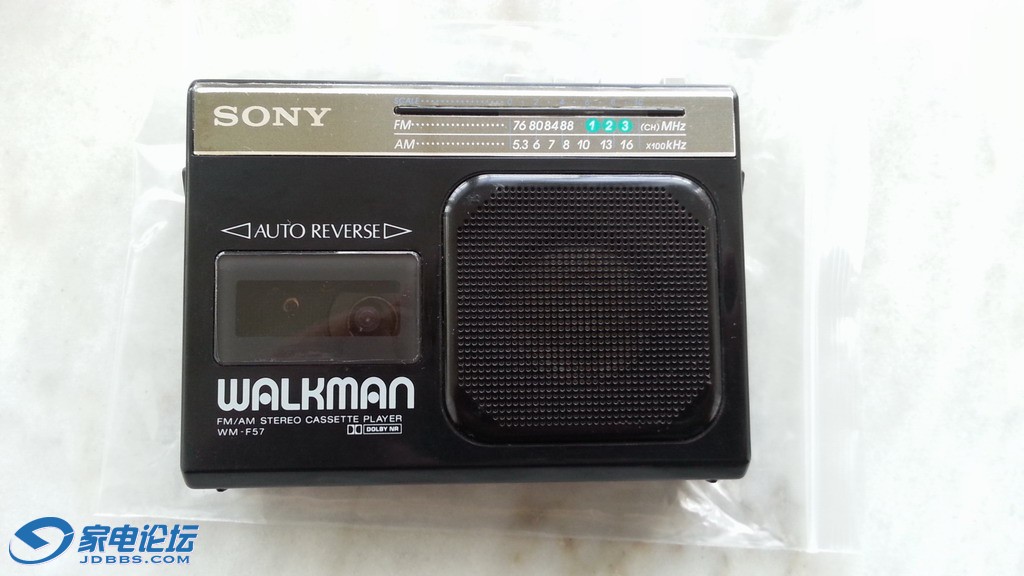 SONY
FM 76 80 84 88 1 2 3 (CH) MHz
AM 5.3 6 7 8 10 13 16 x100kHz
AUTO REVERSE
WALKMAN
FM/AM STEREO CASSETTE PLAYER
WM-F57 DOLBY NR
家电论坛
JDBBS.COM